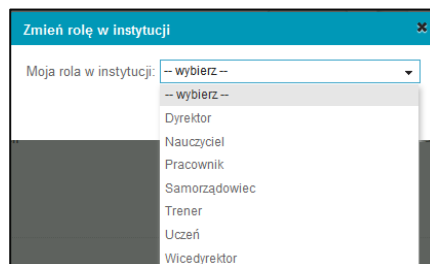 Zmień rolę w instytucji
Moja rola w instytucji: -- wybierz --
-- wybierz --
Dyrektor
Nauczyciel
Pracownik
Samorządowiec
Trener
Uczeń
Wicedyrektor